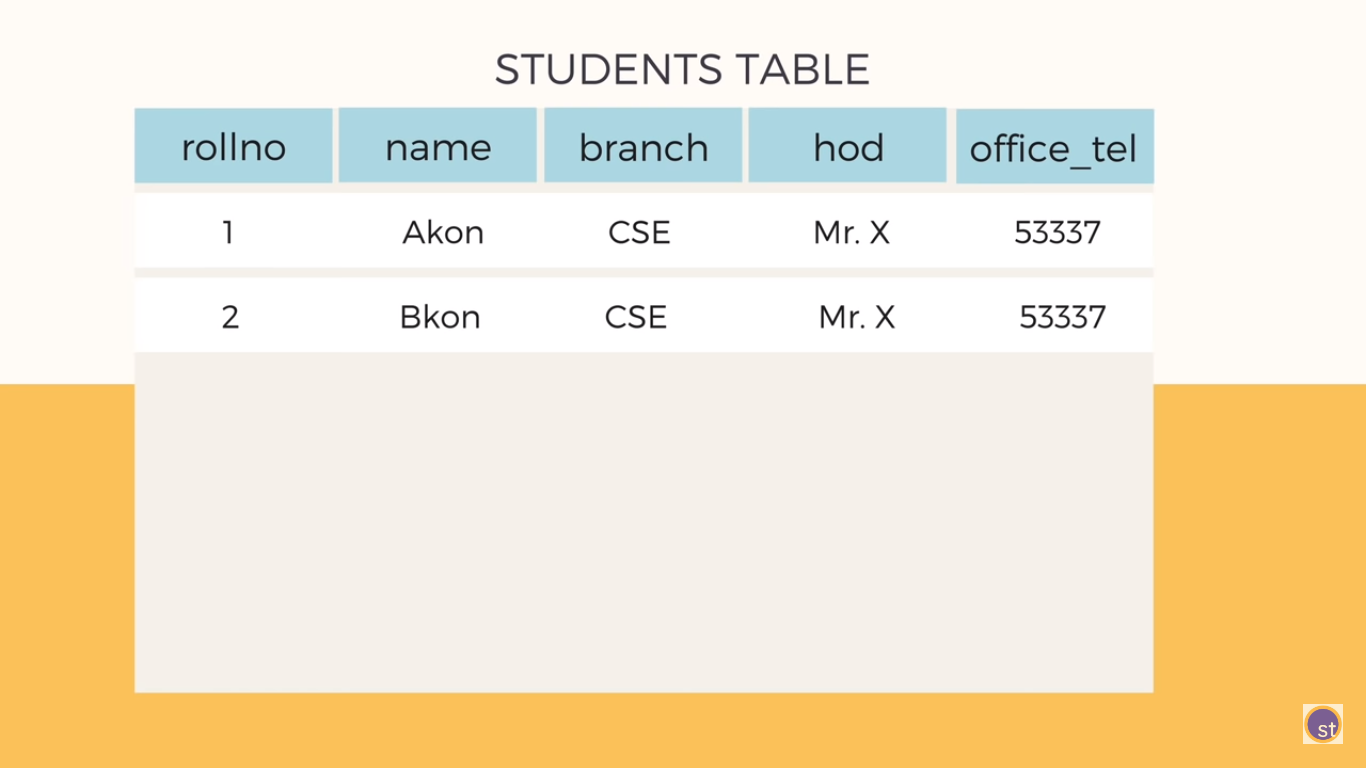 STUDENTS TABLE
rollno name branch hod office_tel
1 Akon CSE Mr. X 53337
2 Bkon CSE Mr. X 53337
st